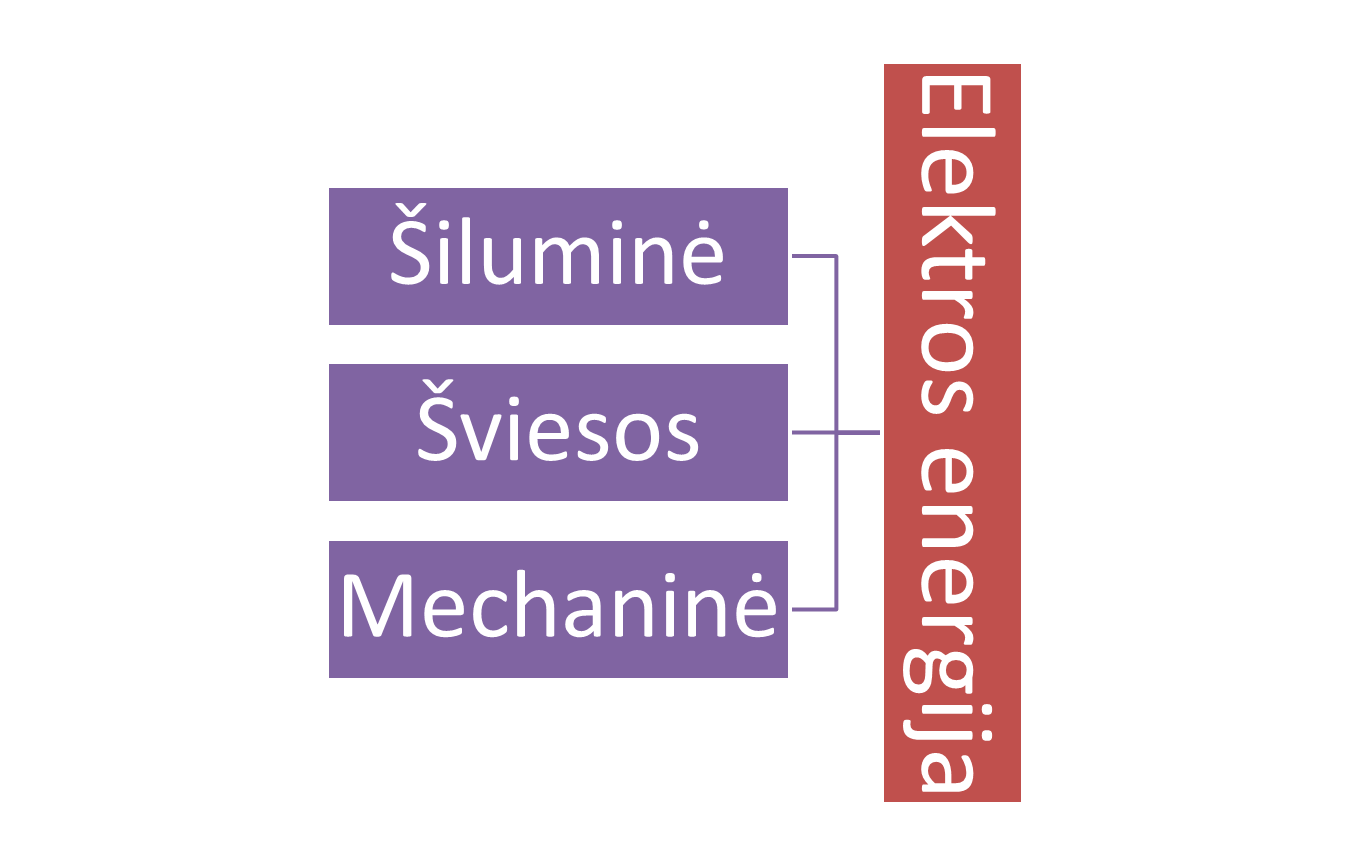 Šiluminė
Šviesos
Mechaninė
Elektros energija